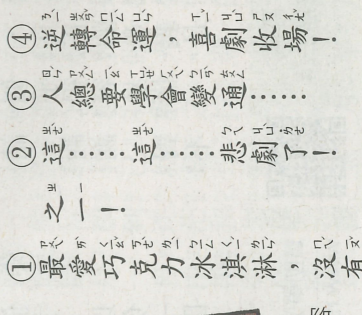 ①最愛巧克力冰淇淋，沒有
之一！
②這……這……悲劇了！
③人總要學會變通……
④逆轉命運，喜劇收場！